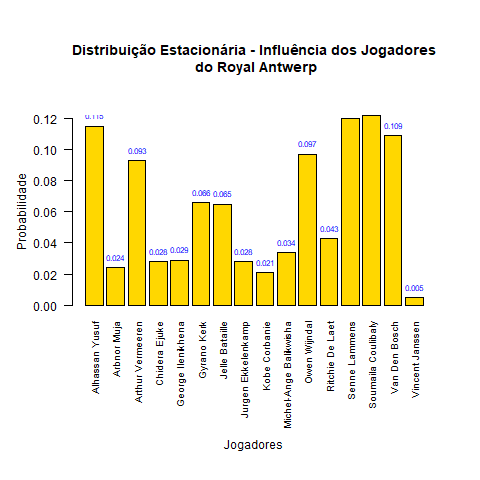 Distribuição Estacionária - Influência dos Jogadores
do Royal Antwerp
Probabilidade
0.12
0.10
0.08
0.06
0.04
0.02
0.00
0.115
0.024
0.093
0.028
0.029
0.066
0.065
0.028
0.021
0.034
0.097
0.043
0.109
0.005
Alhassan Yusuf
Arbnor Muja
Arthur Vermeeren
Chidera Ejuke
George Ilenikhena
Gyrano Kerk
Jelle Bataille
Jurgen Ekkelenkamp
Kobe Corbanie
Michel-Ange Balikwisha
Owen Wijndal
Ritchie De Laet
Senne Lammens
Soumaila Coulibaly
Van Den Bosch
Vincent Janssen
Jogadores